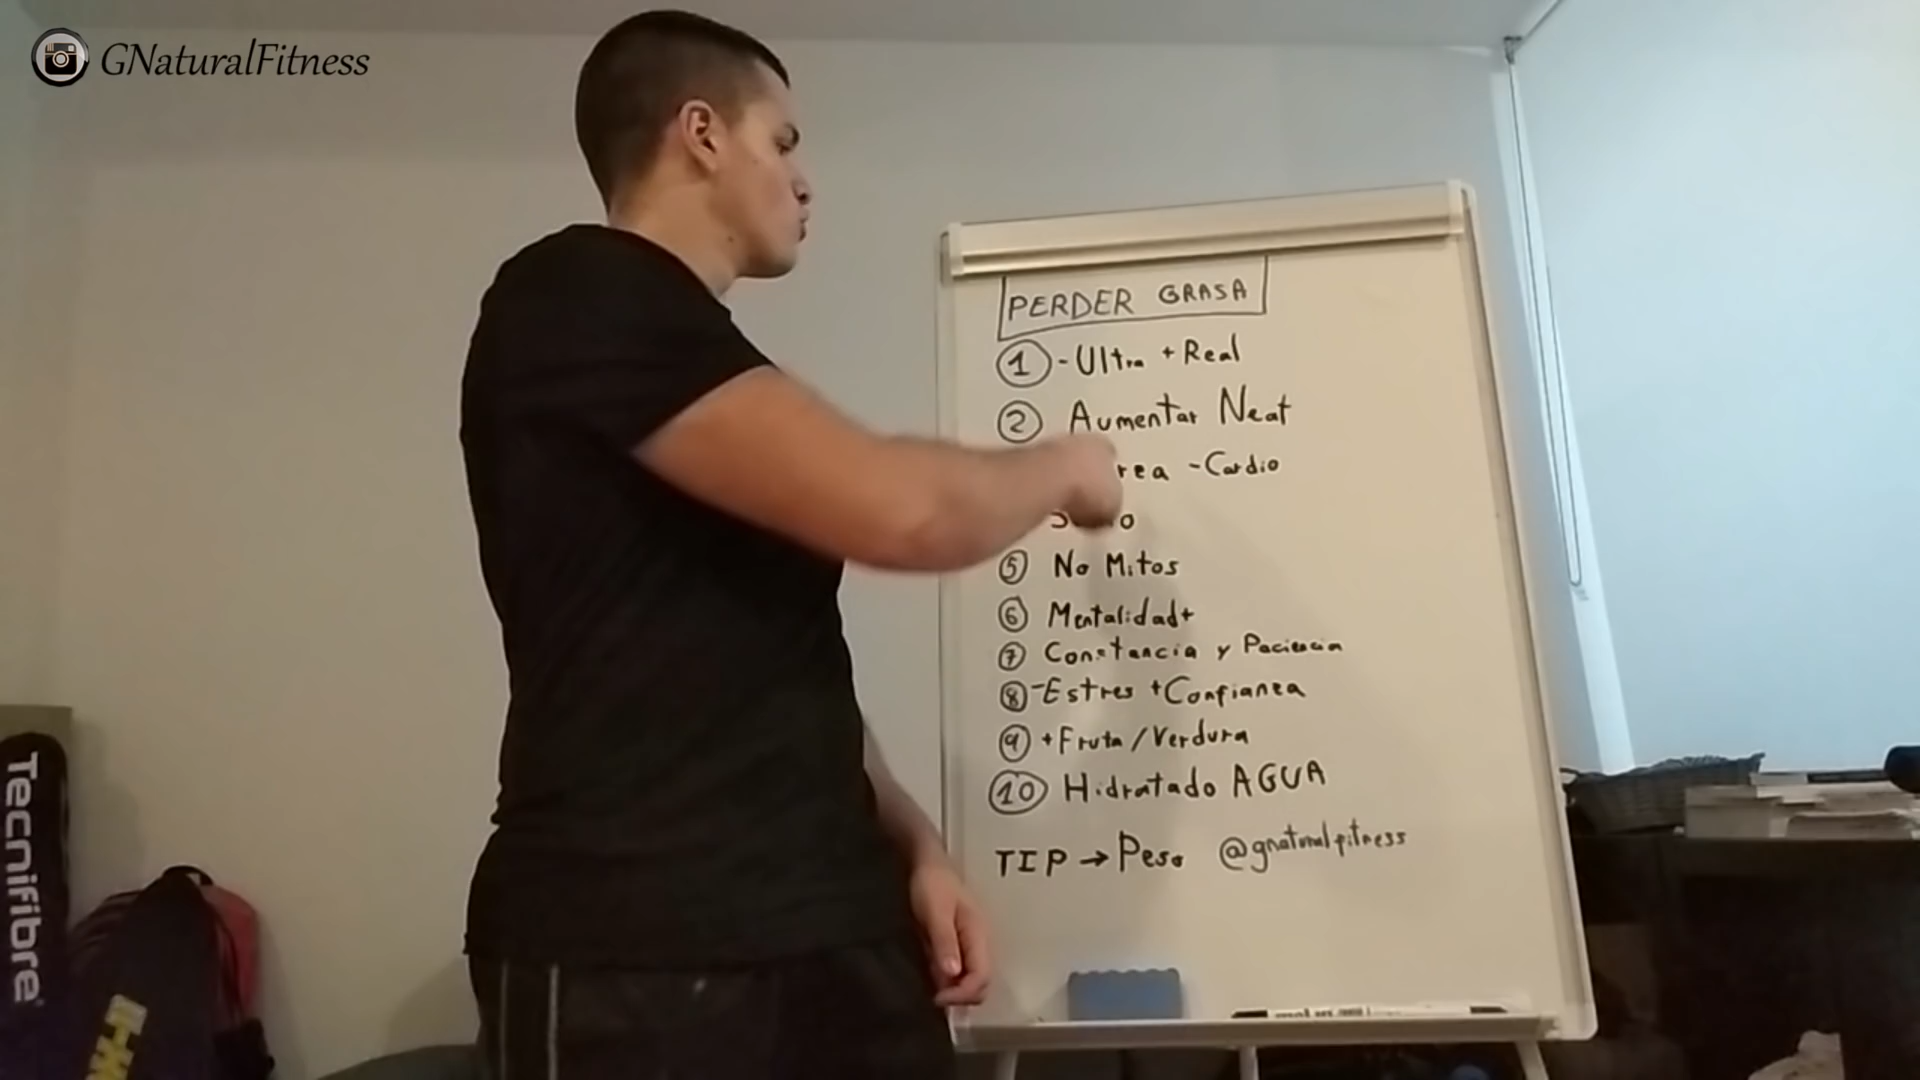 GNaturalFitness
PERDER GRASA
1 - Ultra + Real
2 Aumentar Neat
- Cardio
5 No Mitos
6 Mentalidad+
7 Constancia y Paciencia
8 -Estres +Confianza
9 + Fruta / Verdura
10 Hidratado AGUA
TIP → Peso @gnaturalfitness
Tecnifibre